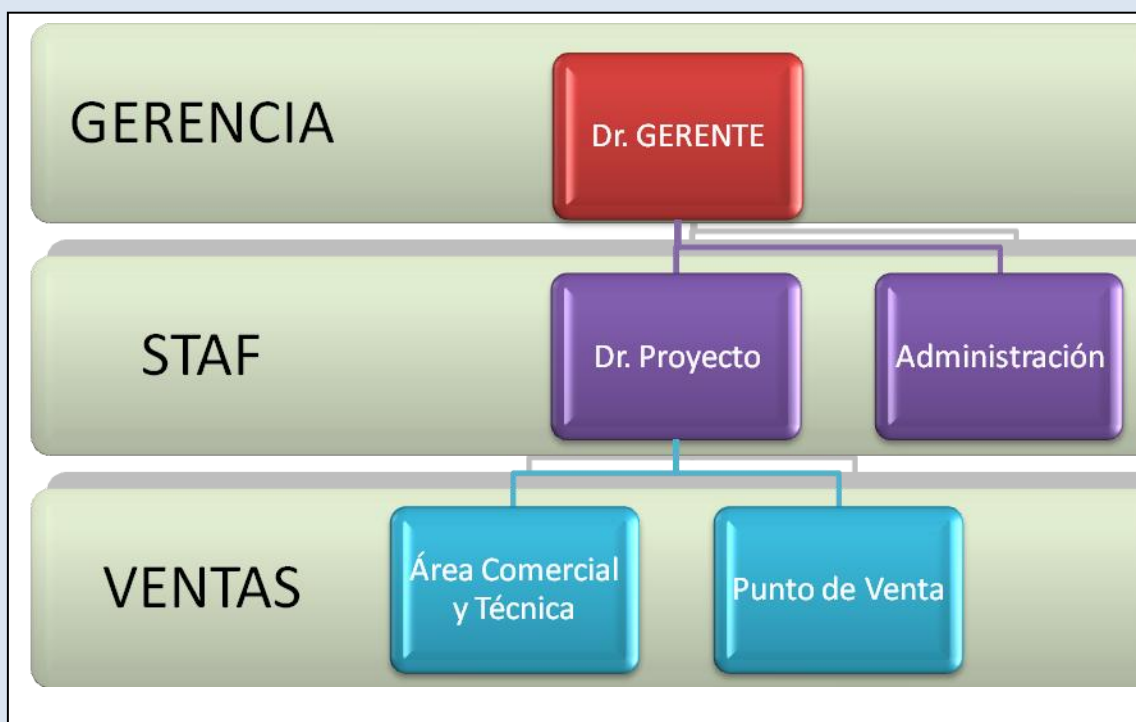 GERENCIA
Dr. GERENTE
STAF
Dr. Proyecto
Administración
VENTAS
Área Comercial
y Técnica
Punto de Venta